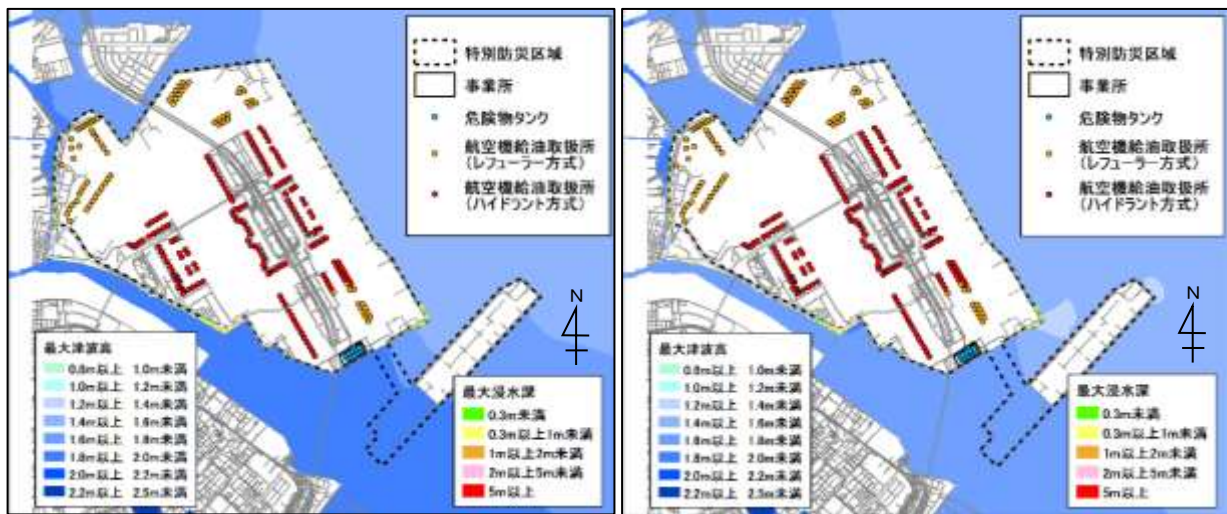 特別防災区域
事業所
危険物タンク
航空機給油取扱所
(レフューラー方式)
航空機給油取扱所
(ハイドラント方式)
N
最大津波高
0.8m以上 1.0m未満
1.0m以上 1.2m未満
1.2m以上 1.4m未満
1.4m以上 1.6m未満
1.6m以上 1.8m未満
1.8m以上 2.0m未満
2.0m以上 2.2m未満
2.2m以上 2.5m未満
最大浸水深
0.3m未満
0.3m以上1m未満
1m以上2m未満
2m以上5m未満
5m以上
特別防災区域
事業所
危険物タンク
航空機給油取扱所
(レフューラー方式)
航空機給油取扱所
(ハイドラント方式)
N
最大津波高
0.8m以上 1.0m未満
1.0m以上 1.2m未満
1.2m以上 1.4m未満
1.4m以上 1.6m未満
1.6m以上 1.8m未満
1.8m以上 2.0m未満
2.0m以上 2.2m未満
2.2m以上 2.5m未満
最大浸水深
0.3m未満
0.3m以上1m未満
1m以上2m未満
2m以上5m未満
5m以上